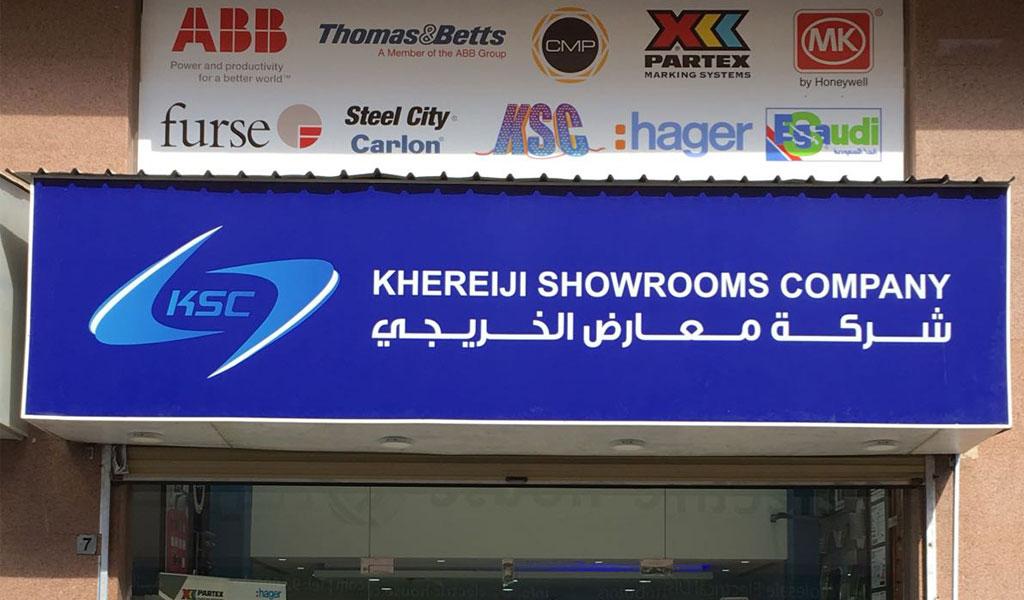 ABB
Power and productivity
for a better world™
Thomas&Betts
A Member of the ABB Group
CMP
PARTEX
MARKING SYSTEMS
MK
by Honeywell
furse
Steel City
Carlon
KSC
:hager
EgSaudi
KSC
KHEREIJI SHOWROOMS COMPANY
شركة معارض الخريجي
7
PARTEX
:hager